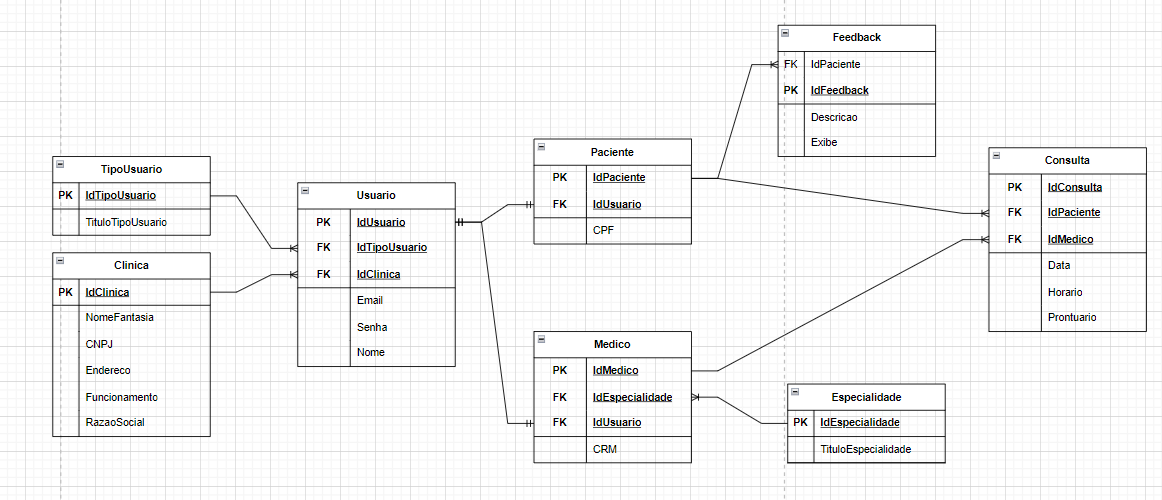 Feedback
FK IdPaciente
PK IdFeedback
Descricao
Exibe
Paciente
PK IdPaciente
FK IdUsuario
CPF
Consulta
PK IdConsulta
FK IdPaciente
FK IdMedico
Data
Horario
Prontuario
TipoUsuario
PK IdTipoUsuario
TituloTipoUsuario
Usuario
PK IdUsuario
FK IdTipoUsuario
FK IdClinica
Email
Senha
Nome
Clinica
PK IdClinica
NomeFantasia
CNPJ
Endereco
Funcionamento
RazaoSocial
Medico
PK IdMedico
FK IdEspecialidade
FK IdUsuario
CRM
Especialidade
PK IdEspecialidade
TituloEspecialidade